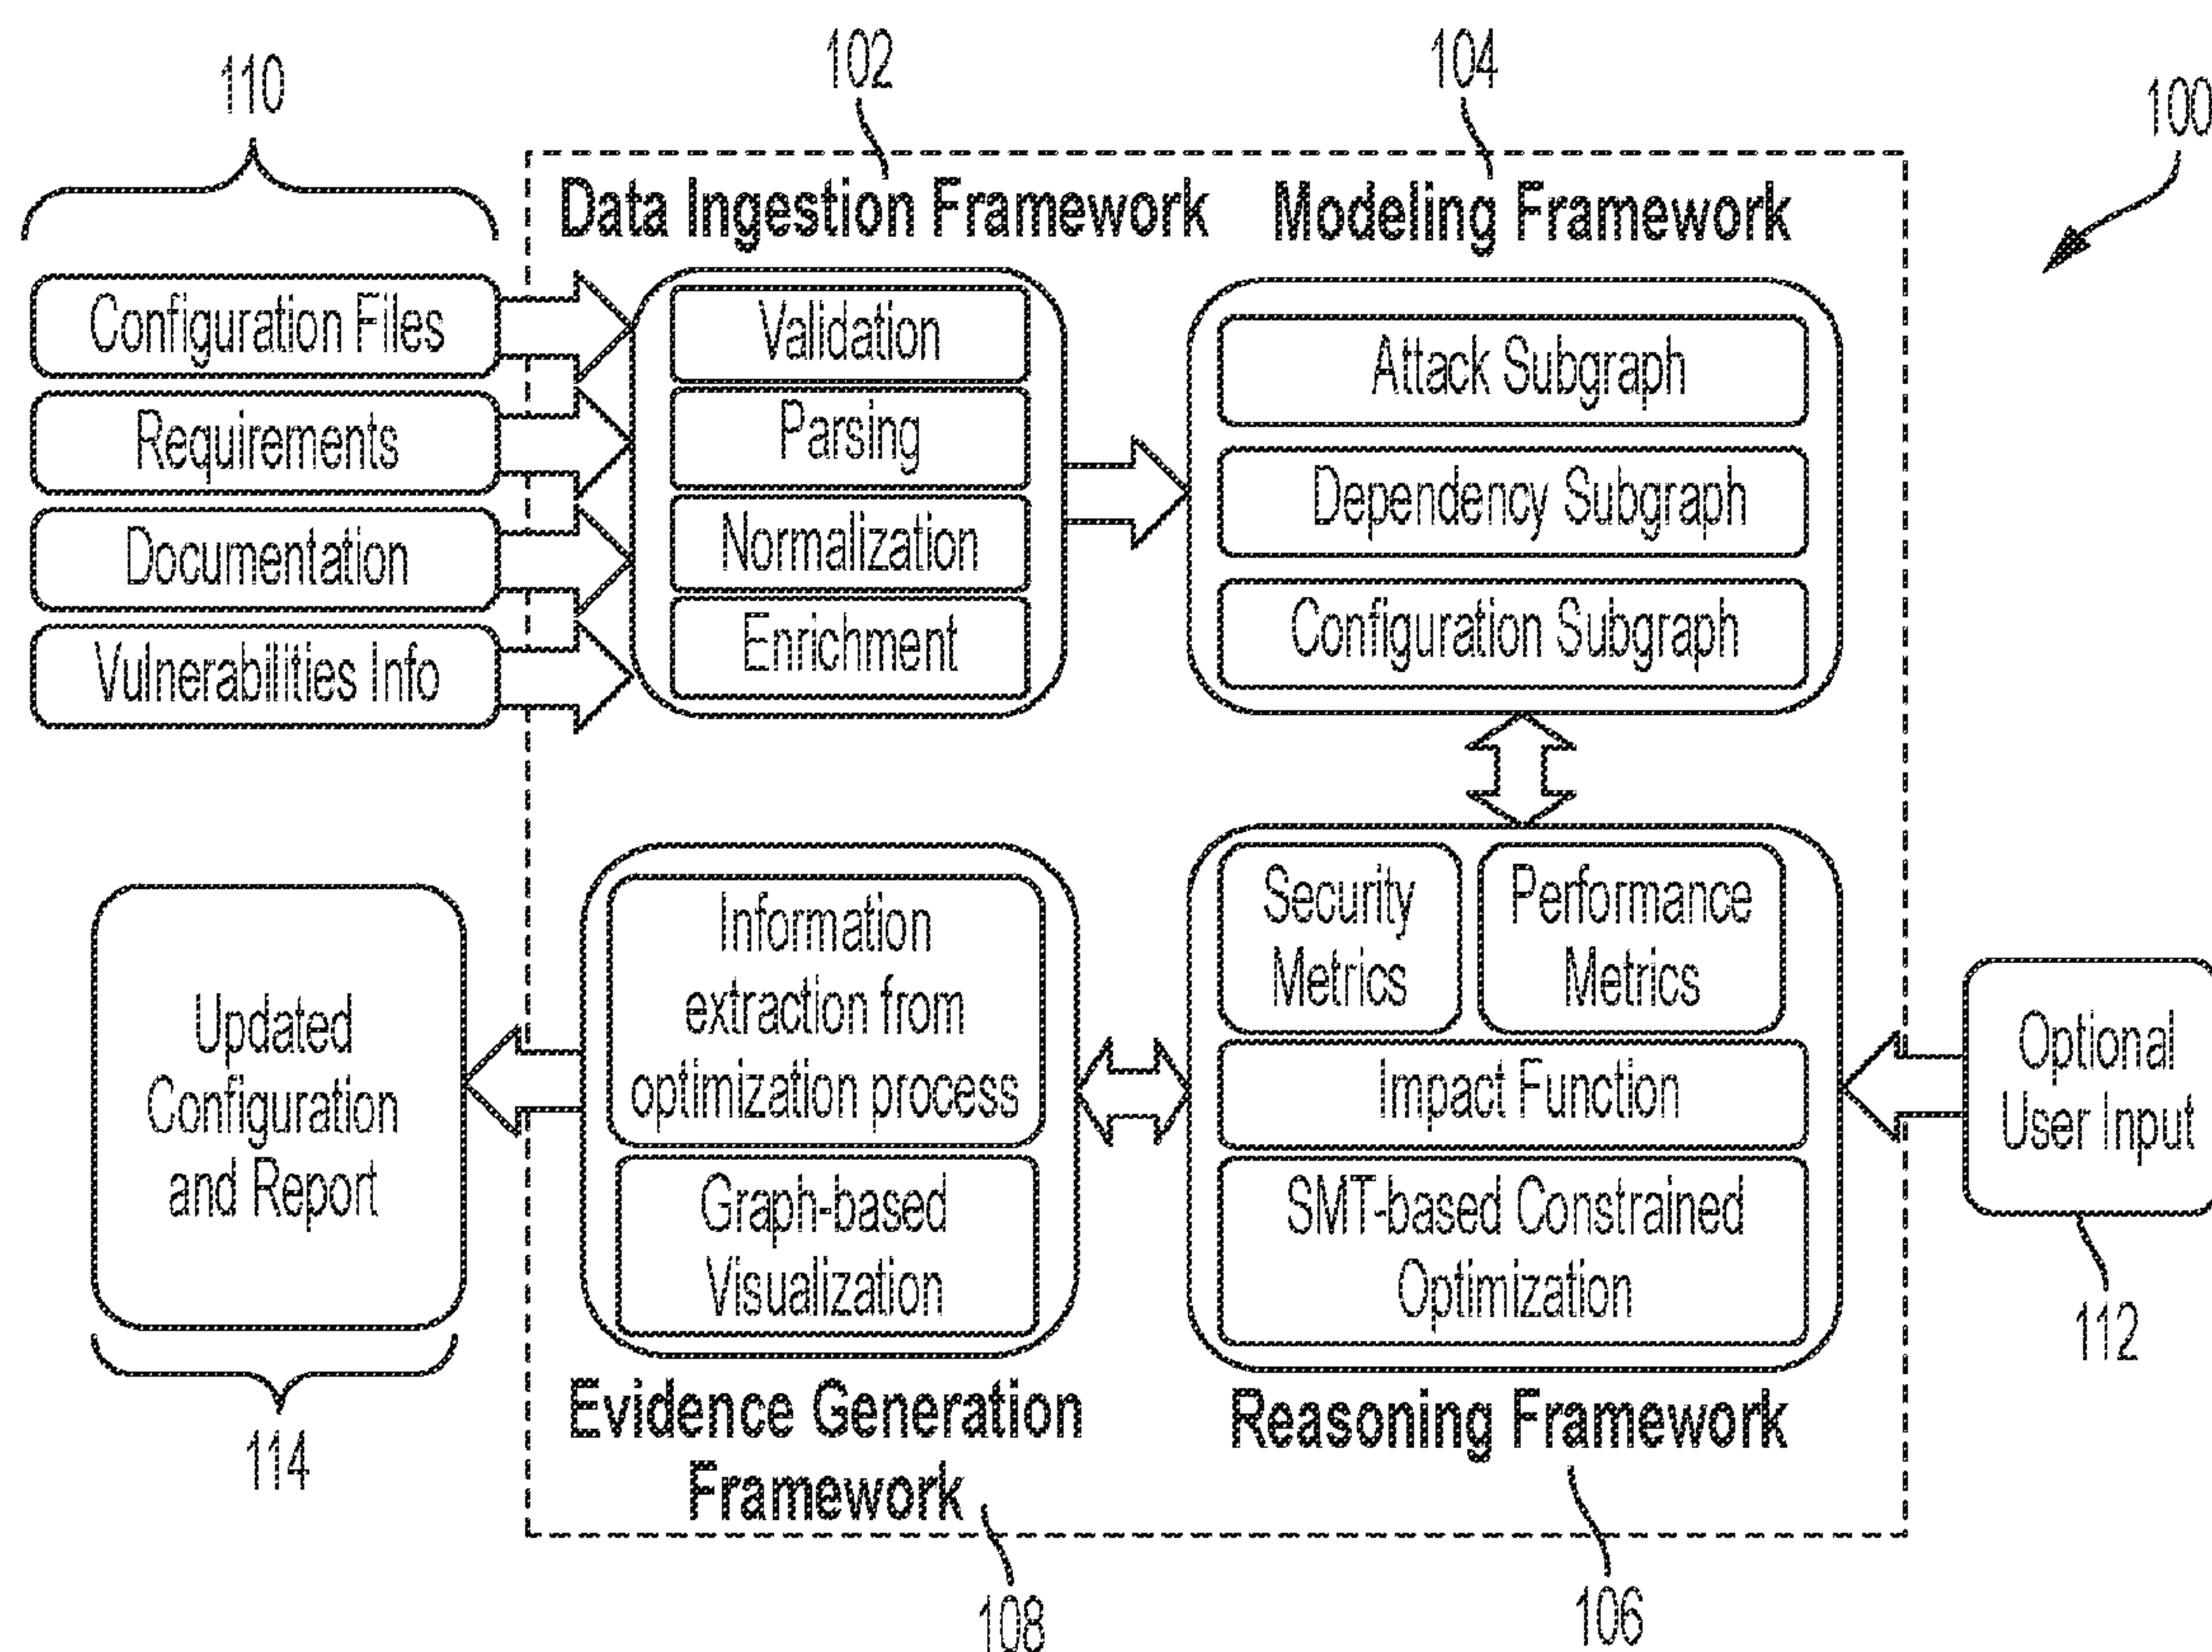 110
102
104
100
Data Ingestion Framework
Modeling Framework
Configuration Files
Requirements
Documentation
Vulnerabilities Info
Validation
Parsing
Normalization
Enrichment
Attack Subgraph
Dependency Subgraph
Configuration Subgraph
Updated
Configuration
and Report
114
Information
extraction from
optimization process
Graph-based
Visualization
Evidence Generation
Framework
108
Security
Metrics
Performance
Metrics
Impact Function
SMT-based Constrained
Optimization
Reasoning Framework
106
Optional
User Input
112